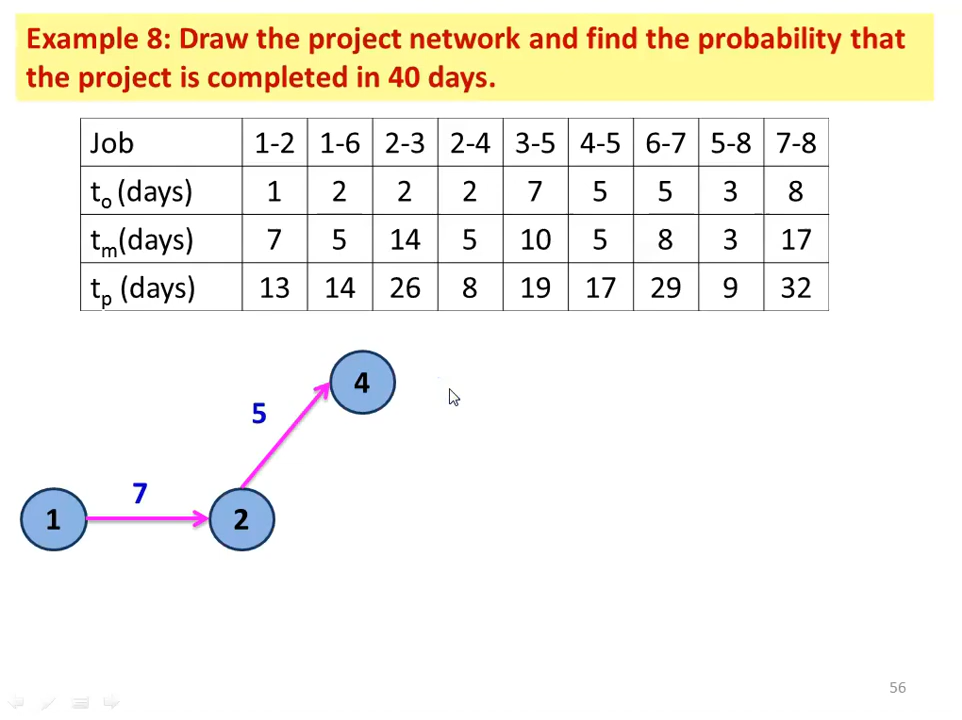 Example 8: Draw the project network and find the probability that
the project is completed in 40 days.
Job 1-2 1-6 2-3 2-4 3-5 4-5 6-7 5-8 7-8
to (days) 1 2 2 2 7 5 5 3 8
tm(days) 7 5 14 5 10 5 8 3 17
tp (days) 13 14 26 8 19 17 29 9 32
4
5
7
1 2
56